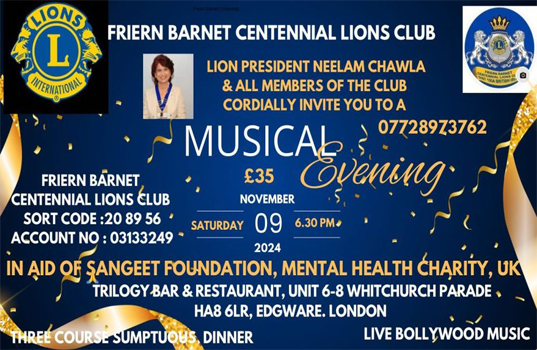 LIONS
L
INTERNATIONAL
FRIERN BARNET CENTENNIAL LIONS CLUB
LION PRESIDENT NEELAM CHAWLA
& ALL MEMBERS OF THE CLUB
CORDIALLY INVITE YOU TO A
07728973762
MUSICAL
Evening
£35
FRIERN BARNET
CENTENNIAL LIONS CLUB
SORT CODE :20 89 56
ACCOUNT NO : 03133249
NOVEMBER
SATURDAY 09 6.30 PM
2024
IN AID OF SANGEET FOUNDATION, MENTAL HEALTH CHARITY, UK
TRILOGY BAR & RESTAURANT, UNIT 6-8 WHITCHURCH PARADE
HA8 6LR, EDGWARE. LONDON
THREE COURSE SUMPTUOUS, DINNER
LIVE BOLLYWOOD MUSIC